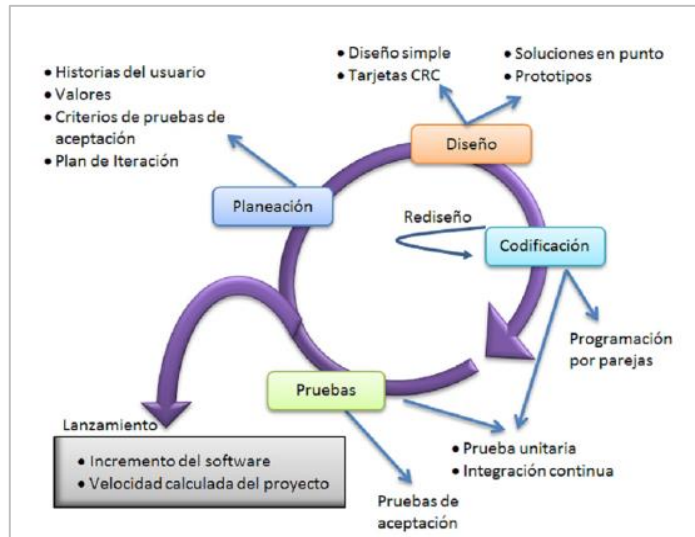 • Historias del usuario
• Valores
• Criterios de pruebas de
aceptación
• Plan de Iteración
• Diseño simple
• Tarjetas CRC
• Soluciones en punto
• Prototipos
Diseño
Planeación
Rediseño
Codificación
Programación
por parejas
Pruebas
Lanzamiento
• Incremento del software
• Velocidad calculada del proyecto
• Prueba unitaria
• Integración continua
Pruebas de
aceptación